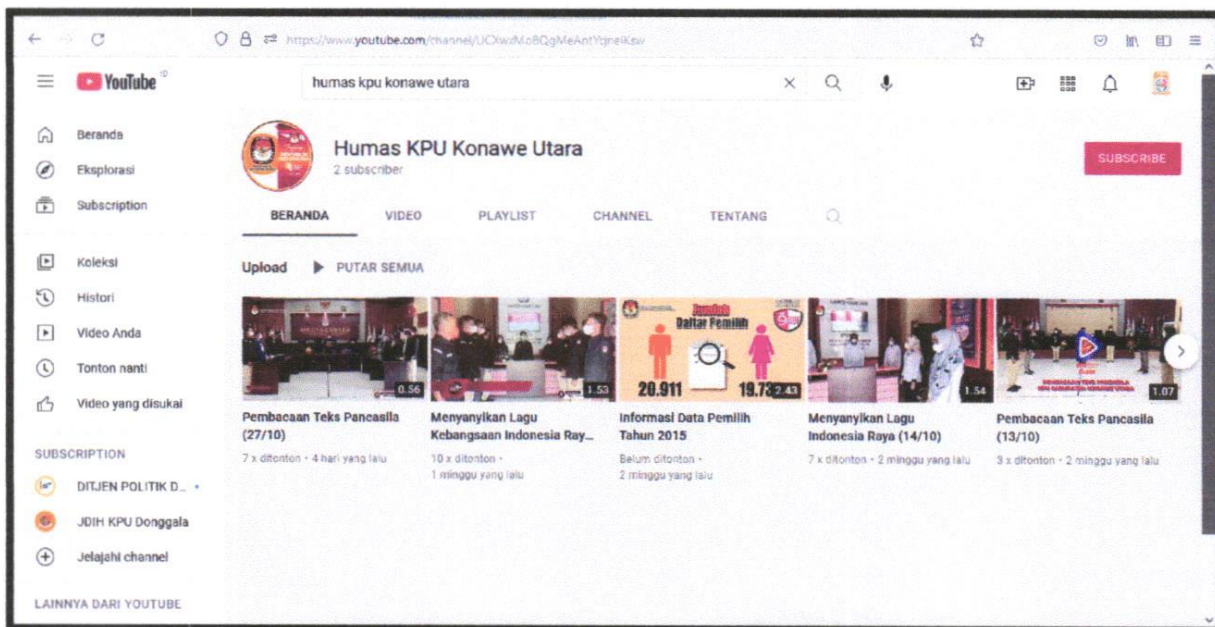 YouTube ID
humas kpu konawe utara
Beranda
Eksplorasi
Subscription
Koleksi
Histori
Video Anda
Tonton nanti
Video yang disukai
SUBSCRIPTION
DITJEN POLITIK D...
JDIH KPU Donggala
Jelajahi channel
LAINNYA DARI YOUTUBE
Humas KPU Konawe Utara
2 subscriber
SUBSCRIBE
BERANDA VIDEO PLAYLIST CHANNEL TENTANG
Upload PUTAR SEMUA
0.56
Pembacaan Teks Pancasila
(27/10)
7 x ditonton • 4 hari yang lalu
1.53
Menyanyikan Lagu
Kebangsaan Indonesia Ray...
10 x ditonton •
1 minggu yang lalu
Jumlah
Daftar Pemilih
20.911
2.43
Informasi Data Pemilih
Tahun 2015
Belum ditonton •
2 minggu yang lalu
1.54
Menyanyikan Lagu
Indonesia Raya (14/10)
7 x ditonton • 2 minggu yang lalu
1.07
Pembacaan Teks Pancasila
(13/10)
3 x ditonton • 2 minggu yang lalu